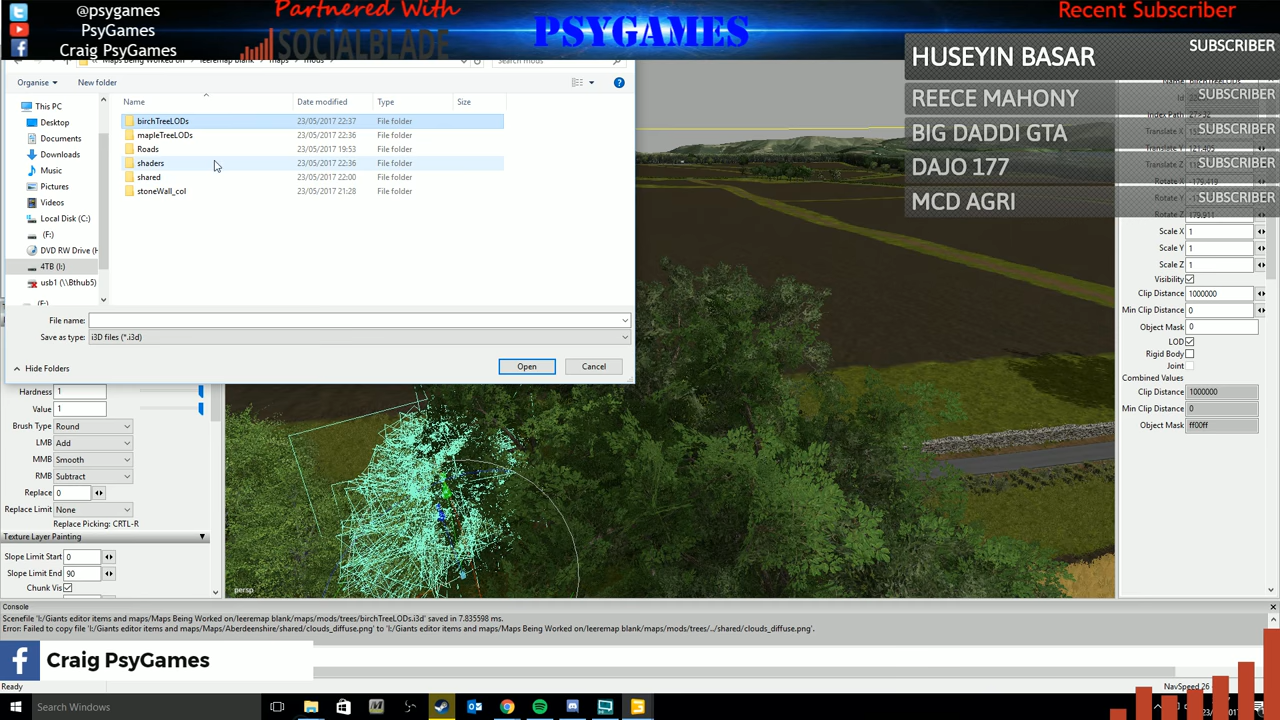 @psygames
PsyGames
Craig PsyGames
Partnered With
SOCIALBLADE
PSYGAMES
Recent Subscriber
HUSEYIN BASAR SUBSCRIBER
REECE MAHONY SUBSCRIBER
BIG DADDI GTA SUBSCRIBER
DAJO 177 SUBSCRIBER
MCD AGRI SUBSCRIBER
Maps Being Worked on leeremap blank maps mods
Search mods
Organise New folder
Name Date modified Type Size
This PC
Desktop
Documents
Downloads
Music
Pictures
Videos
Local Disk (C:)
(F:)
DVD RW Drive (H
4TB (I:)
usb1 (\\Bthub5)
birchTreeLODs 23/05/2017 22:37 File folder
mapleTreeLODs 23/05/2017 22:36 File folder
Roads 23/05/2017 19:53 File folder
shaders 23/05/2017 22:36 File folder
shared 23/05/2017 22:00 File folder
stoneWall_col 23/05/2017 21:28 File folder
File name:
Save as type: i3D files (*.i3d)
Hide Folders
Open Cancel
Hardness 1
Value 1
Brush Type Round
LMB Add
MMB Smooth
RMB Subtract
Replace 0
Replace Limit None
Replace Picking: CRTL-R
Texture Layer Painting
Slope Limit Start 0
Slope Limit End 90
Chunk Vis
persp
Scale X 1
Scale Y 1
Scale Z 1
Visibility
Clip Distance 1000000
Min Clip Distance 0
Object Mask 0
LOD
Rigid Body
Joint
Combined Values
Clip Distance 1000000
Min Clip Distance 0
Object Mask ff00ff
Console
Scenefile 'I:/Giants editor items and maps/Maps Being Worked on/leeremap blank/maps/mods/trees/birchTreeLODs.i3d' saved in 7.835598 ms.
Error: Failed to copy file 'I:/Giants editor items and maps/Maps/Aberdeenshire/shared/clouds_diffuse.png' to 'I:/Giants editor items and maps/Maps Being Worked on/leeremap blank/maps/mods/trees/../shared/clouds_diffuse.png'.
Craig PsyGames
Ready
NavSpeed 26
Search Windows